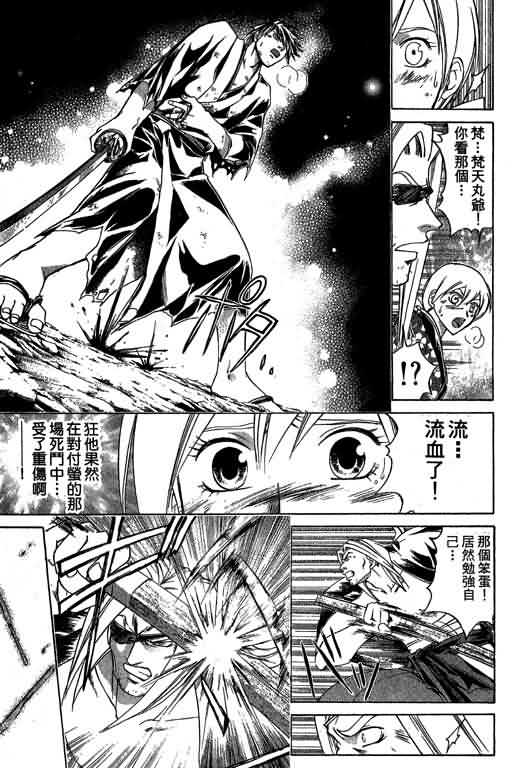 梵…梵天丸爺！
你看那個…
!?
ポタ
流…
流血了！
狂他果然
在對付螢的那
場死鬥中…
受了重傷啊
──！
那個笨蛋！
居然勉強自
己…